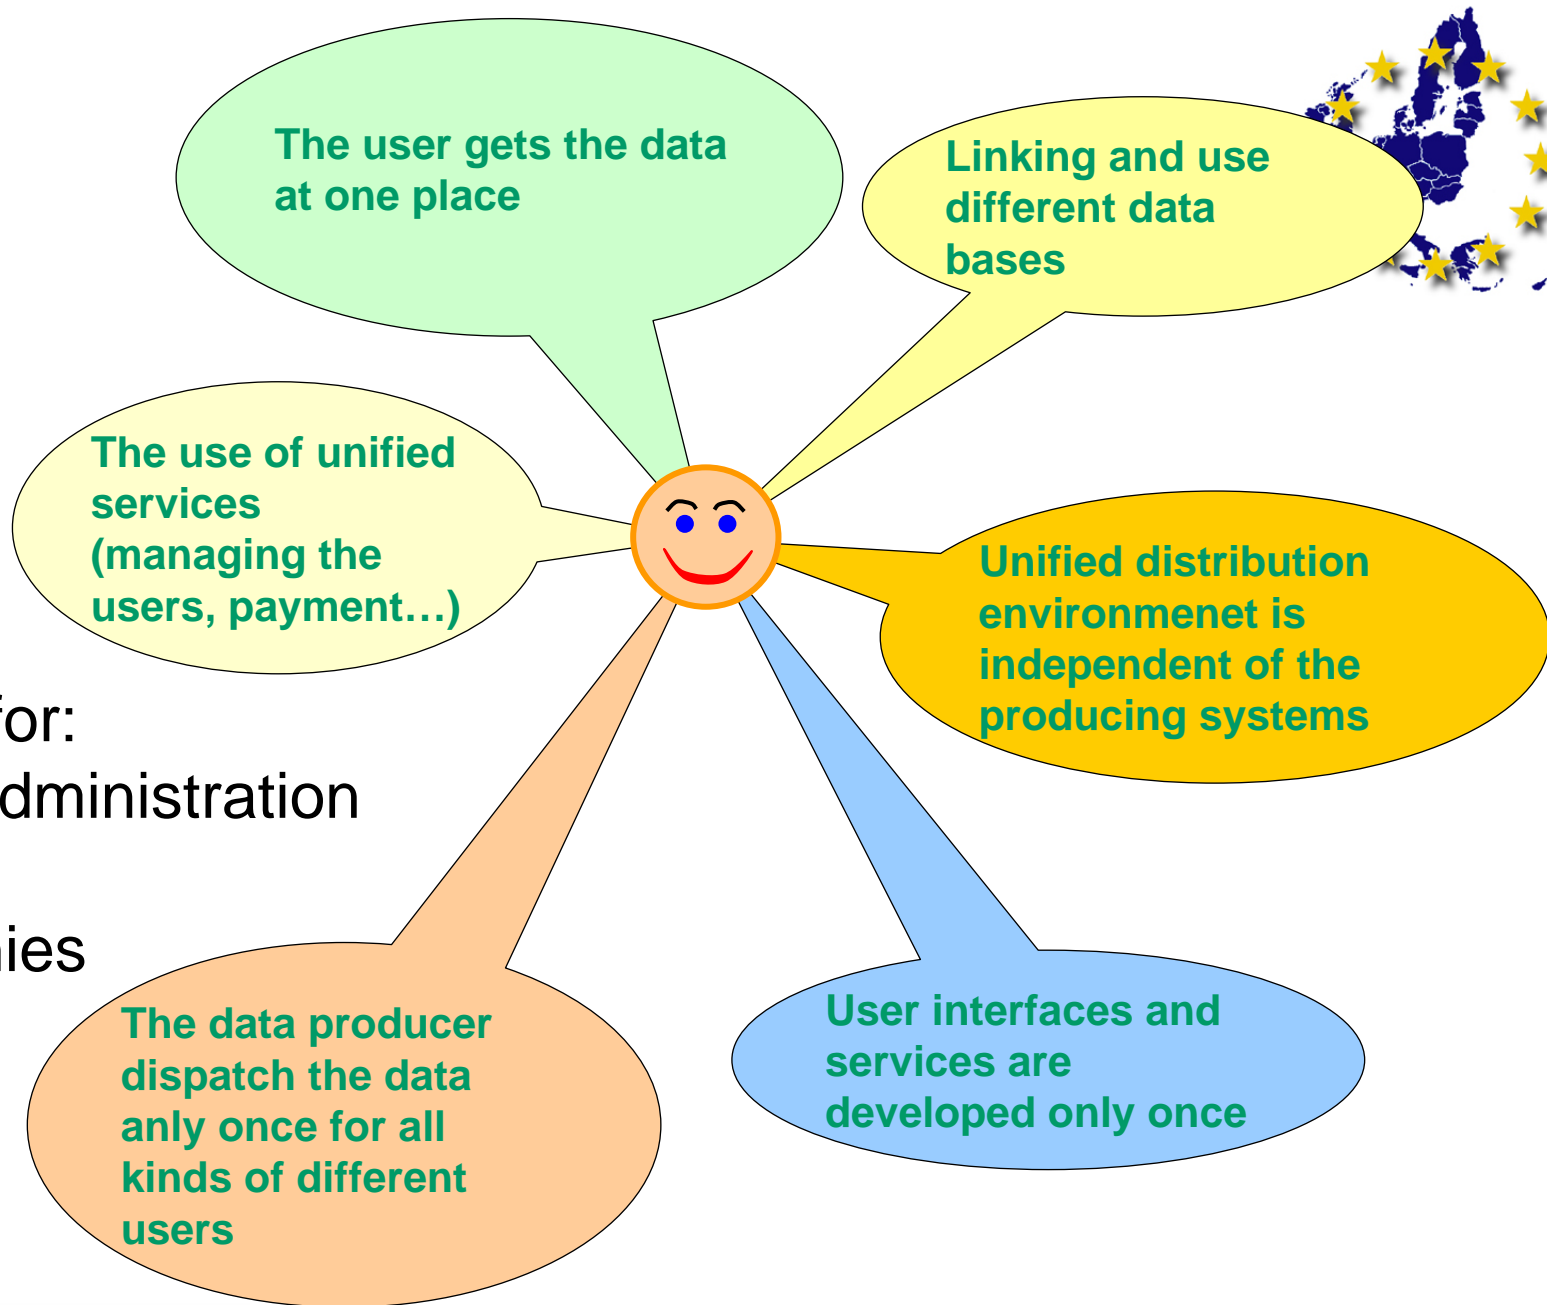 The user gets the data
at one place
Linking and use
different data
bases
The use of unified
services
(managing the
users, payment…)
Unified distribution
environmenet is
independent of the
producing systems
for:
dministration
nies
The data producer
dispatch the data
anly once for all
kinds of different
users
User interfaces and
services are
developed only once